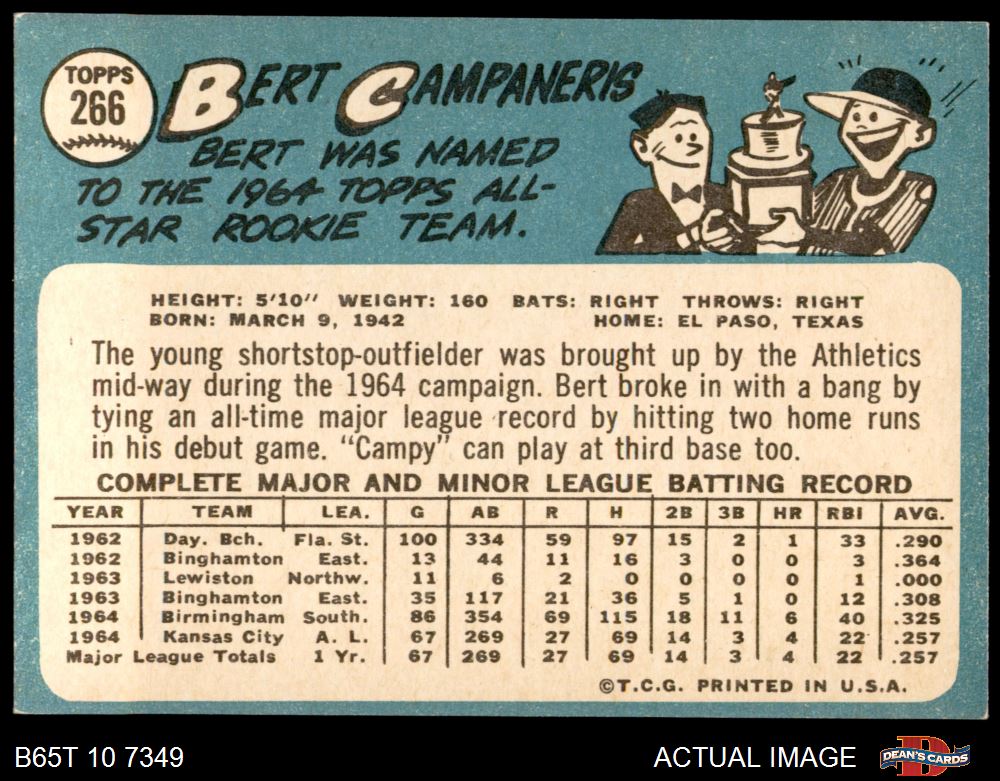 TOPPS
266
BERT CAMPANERIS
BERT WAS NAMED
TO THE 1964 TOPPS ALL-
STAR ROOKIE TEAM.
HEIGHT: 5'10" WEIGHT: 160 BATS: RIGHT THROWS: RIGHT
BORN: MARCH 9, 1942 HOME: EL PASO, TEXAS
The young shortstop-outfielder was brought up by the Athletics
mid-way during the 1964 campaign. Bert broke in with a bang by
tying an all-time major league record by hitting two home runs
in his debut game. "Campy" can play at third base too.
COMPLETE MAJOR AND MINOR LEAGUE BATTING RECORD
YEAR TEAM LEA. G AB R H 2B 3B HR RBI AVG.
1962 Day. Bch. Fla. St. 100 334 59 97 15 2 1 33 .290
1962 Binghamton East. 13 44 11 16 3 0 0 3 .364
1963 Lewiston Northw. 11 6 2 0 0 0 0 1 .000
1963 Binghamton East. 35 117 21 36 5 1 0 12 .308
1964 Birmingham South. 86 354 69 115 18 11 6 40 .325
1964 Kansas City A. L. 67 269 27 69 14 3 4 22 .257
Major League Totals 1 Yr. 67 269 27 69 14 3 4 22 .257
©T.C.G. PRINTED IN U.S.A.
B65T 10 7349 ACTUAL IMAGE DEAN'S CARDS